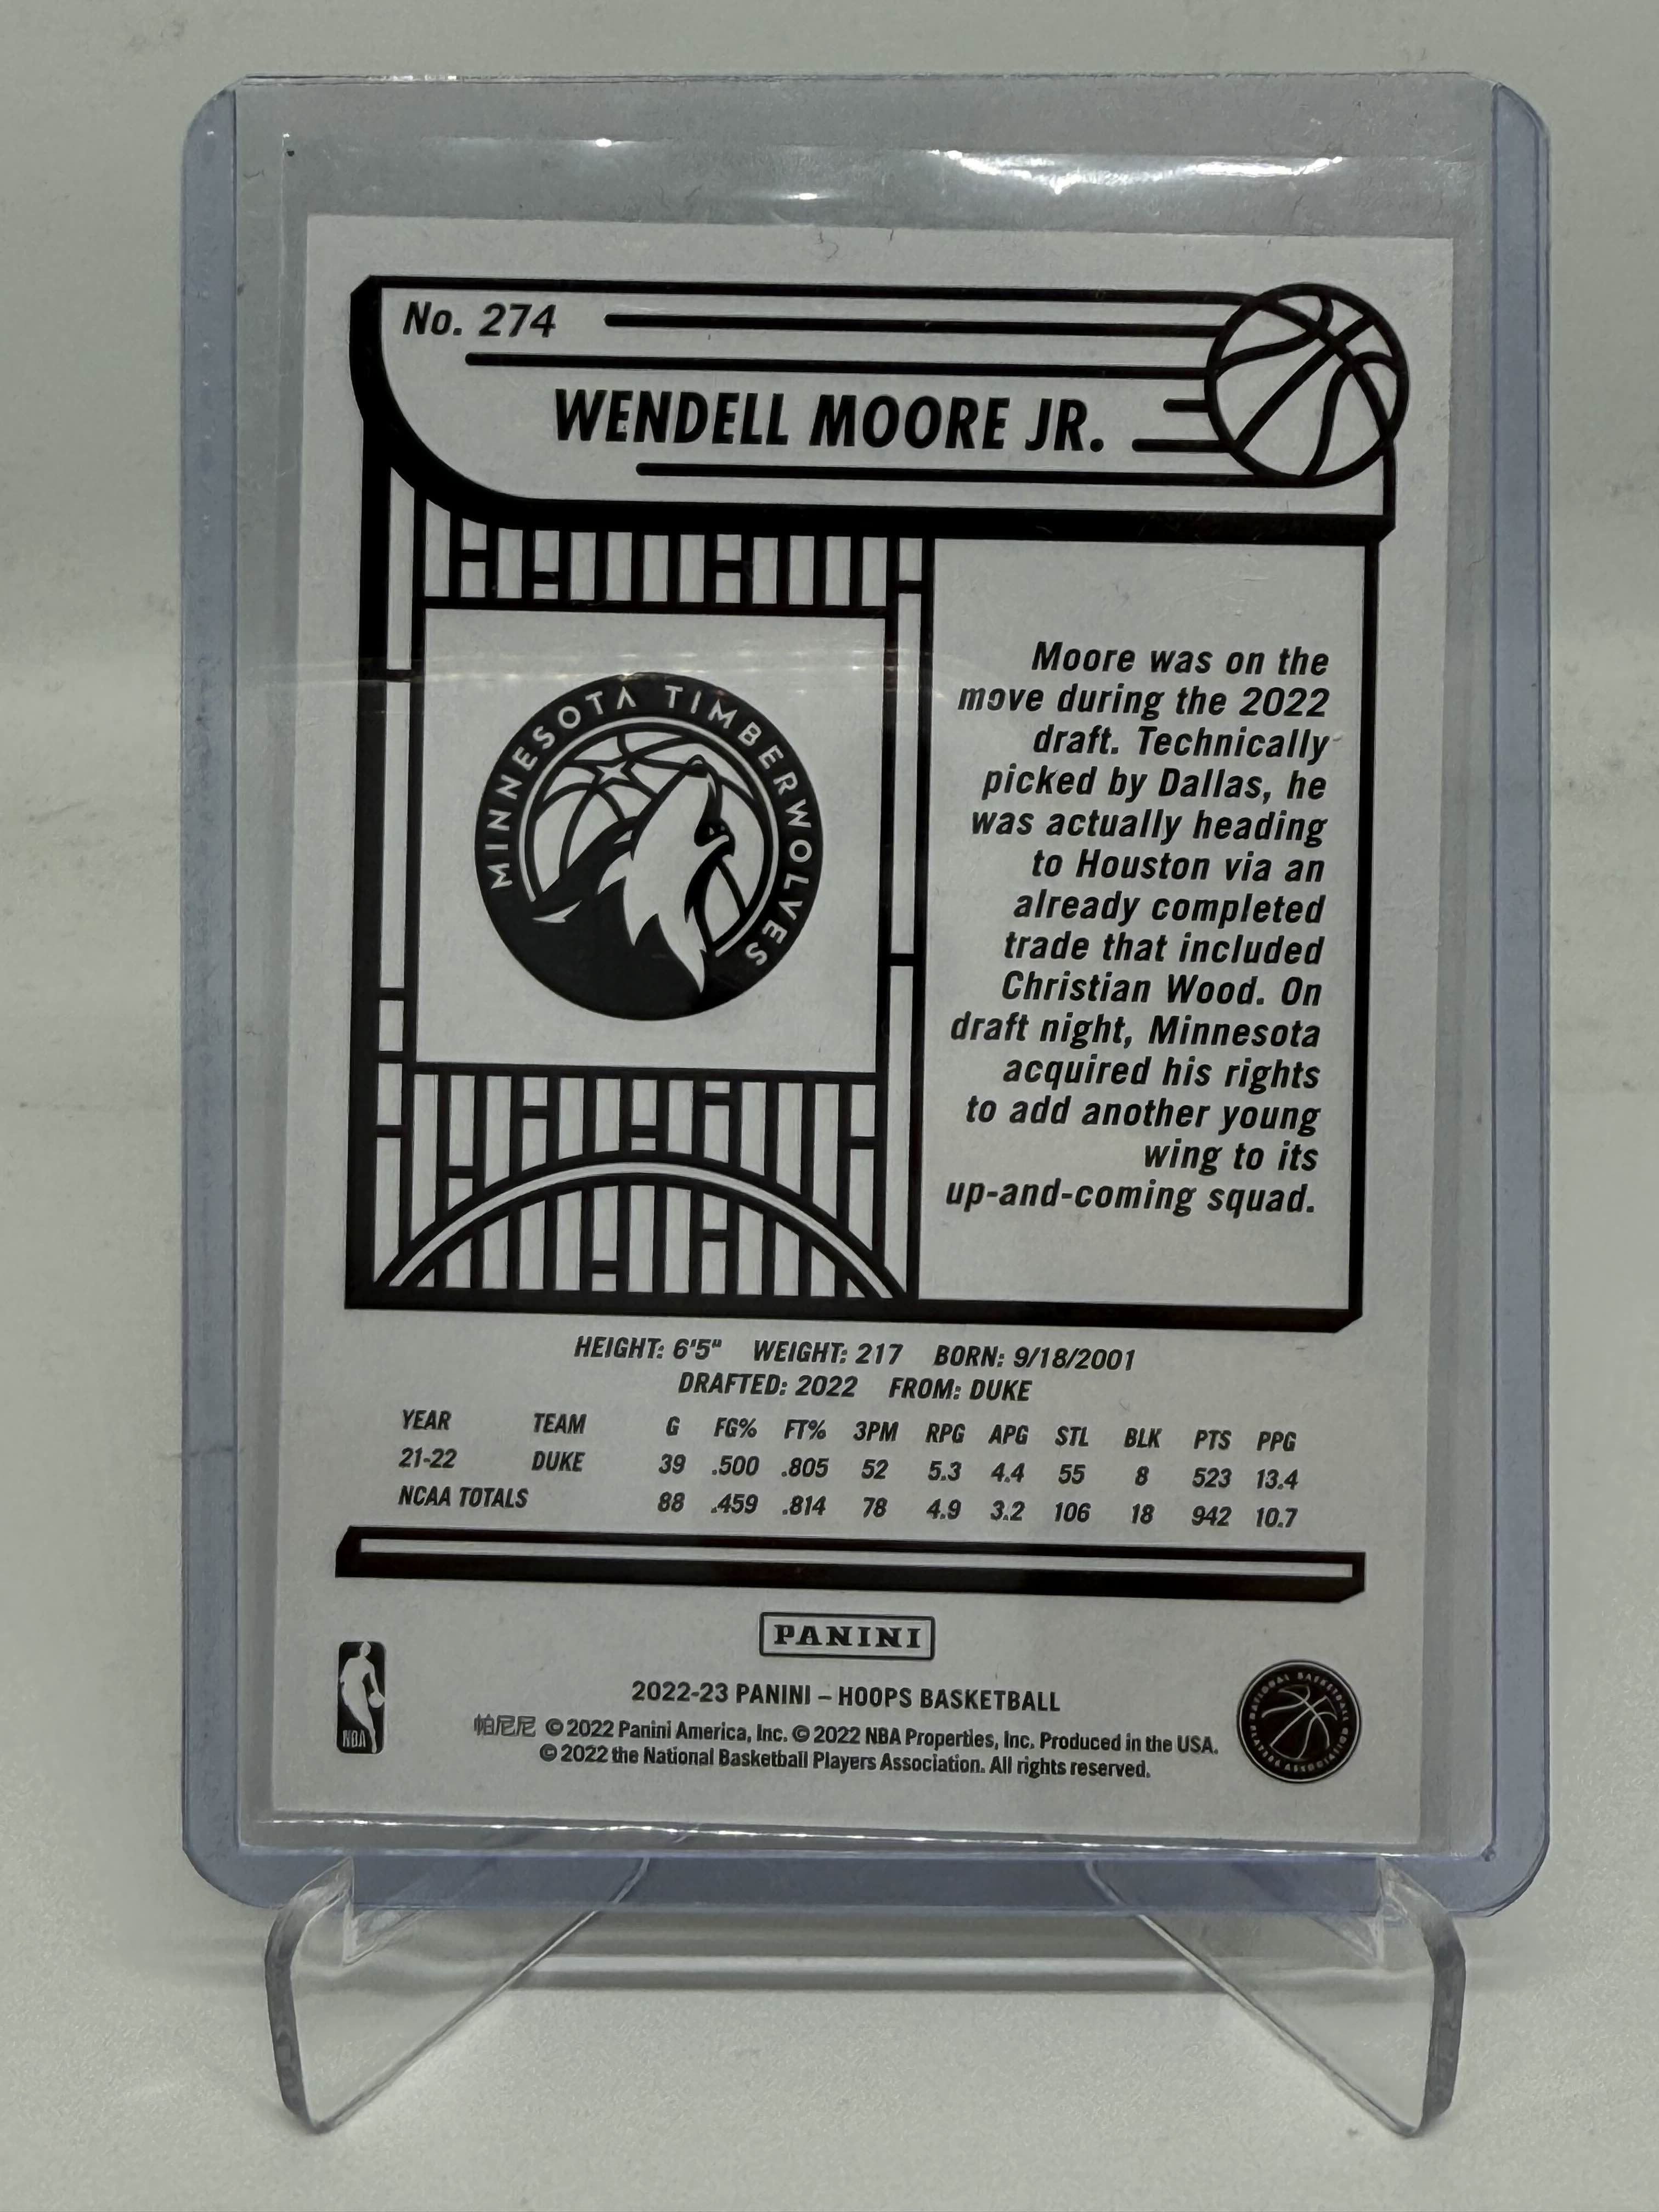 No. 274
WENDELL MOORE JR.
MINNESOTA TIMBERWOLVES
Moore was on the
move during the 2022
draft. Technically
picked by Dallas, he
was actually heading
to Houston via an
already completed
trade that included
Christian Wood. On
draft night, Minnesota
acquired his rights
to add another young
wing to its
up-and-coming squad.
HEIGHT: 6'5" WEIGHT: 217 BORN: 9/18/2001
DRAFTED: 2022 FROM: DUKE
YEAR TEAM G FG% FT% 3PM RPG APG STL BLK PTS PPG
21-22 DUKE 39 .500 .805 52 5.3 4.4 55 8 523 13.4
NCAA TOTALS 88 .459 .814 78 4.9 3.2 106 18 942 10.7
PANINI
2022-23 PANINI – HOOPS BASKETBALL
帕尼尼 © 2022 Panini America, Inc. © 2022 NBA Properties, Inc. Produced in the USA.
© 2022 the National Basketball Players Association. All rights reserved.
NBA
NATIONAL BASKETBALL PLAYERS ASSOCIATION